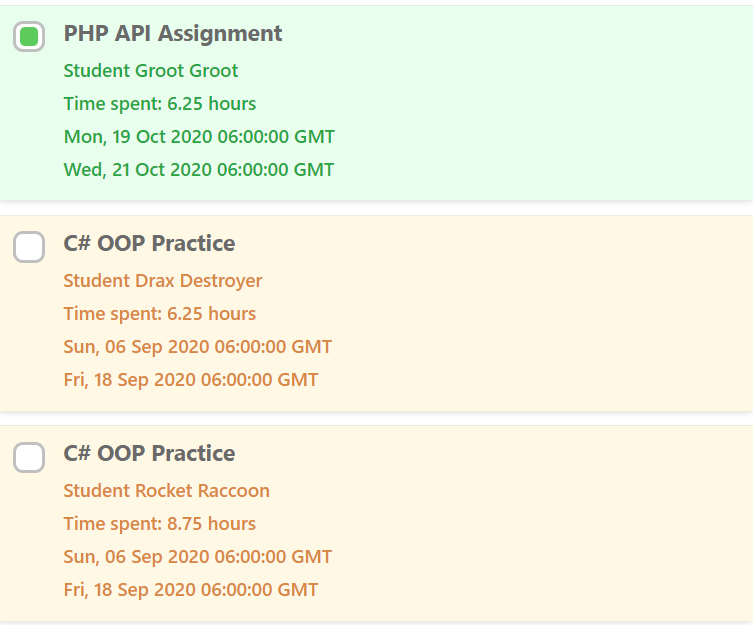 PHP API Assignment
Student Groot Groot
Time spent: 6.25 hours
Mon, 19 Oct 2020 06:00:00 GMT
Wed, 21 Oct 2020 06:00:00 GMT
C# OOP Practice
Student Drax Destroyer
Time spent: 6.25 hours
Sun, 06 Sep 2020 06:00:00 GMT
Fri, 18 Sep 2020 06:00:00 GMT
C# OOP Practice
Student Rocket Raccoon
Time spent: 8.75 hours
Sun, 06 Sep 2020 06:00:00 GMT
Fri, 18 Sep 2020 06:00:00 GMT